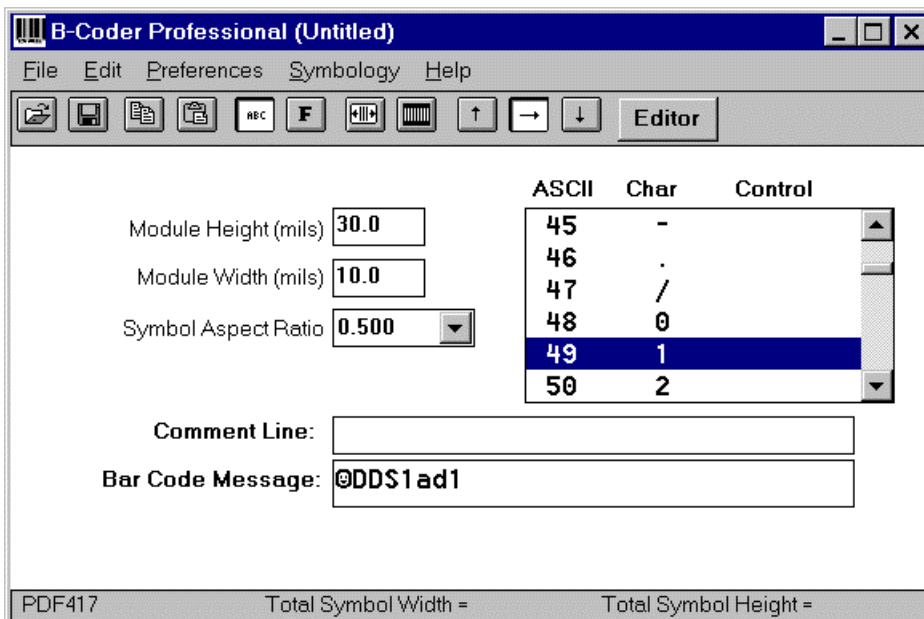 B-Coder Professional (Untitled)
File Edit Preferences Symbology Help
ABC F Editor
ASCII Char Control
Module Height (mils) 30.0
Module Width (mils) 10.0
Symbol Aspect Ratio 0.500
45 -
46 .
47 /
48 0
49 1
50 2
Comment Line:
Bar Code Message: ☺DDS1ad1
PDF417 Total Symbol Width = Total Symbol Height =